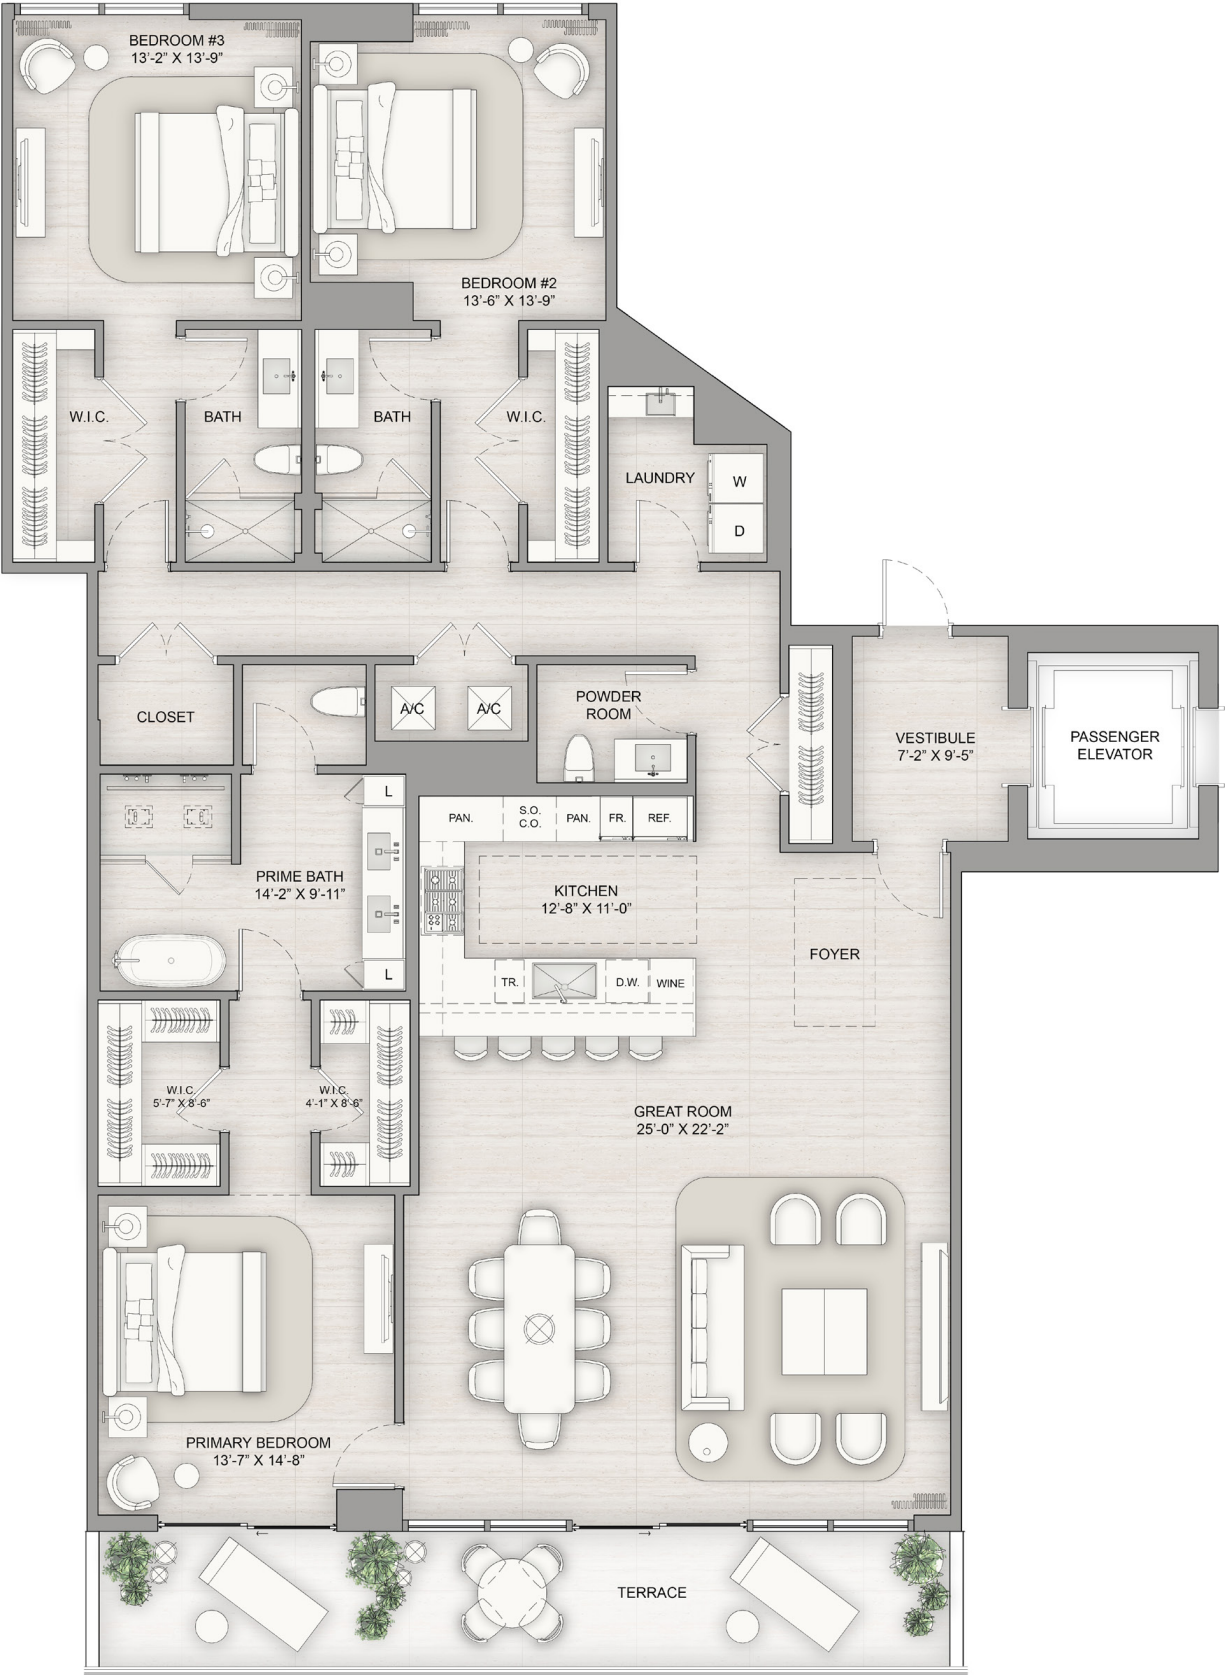 BEDROOM #3
13'-2" X 13'-9"
BEDROOM #2
13'-6" X 13'-9"
W.I.C.
BATH
BATH
W.I.C.
LAUNDRY
W
D
CLOSET
A/C
A/C
POWDER
ROOM
VESTIBULE
7'-2" X 9'-5"
PASSENGER
ELEVATOR
L
PAN.
S.O.
C.O.
PAN.
FR.
REF.
PRIME BATH
14'-2" X 9'-11"
KITCHEN
12'-8" X 11'-0"
FOYER
L
TR.
D.W.
WINE
W.I.C.
5'-7" X 8'-6"
W.I.C.
4'-1" X 8'-6"
GREAT ROOM
25'-0" X 22'-2"
PRIMARY BEDROOM
13'-7" X 14'-8"
TERRACE